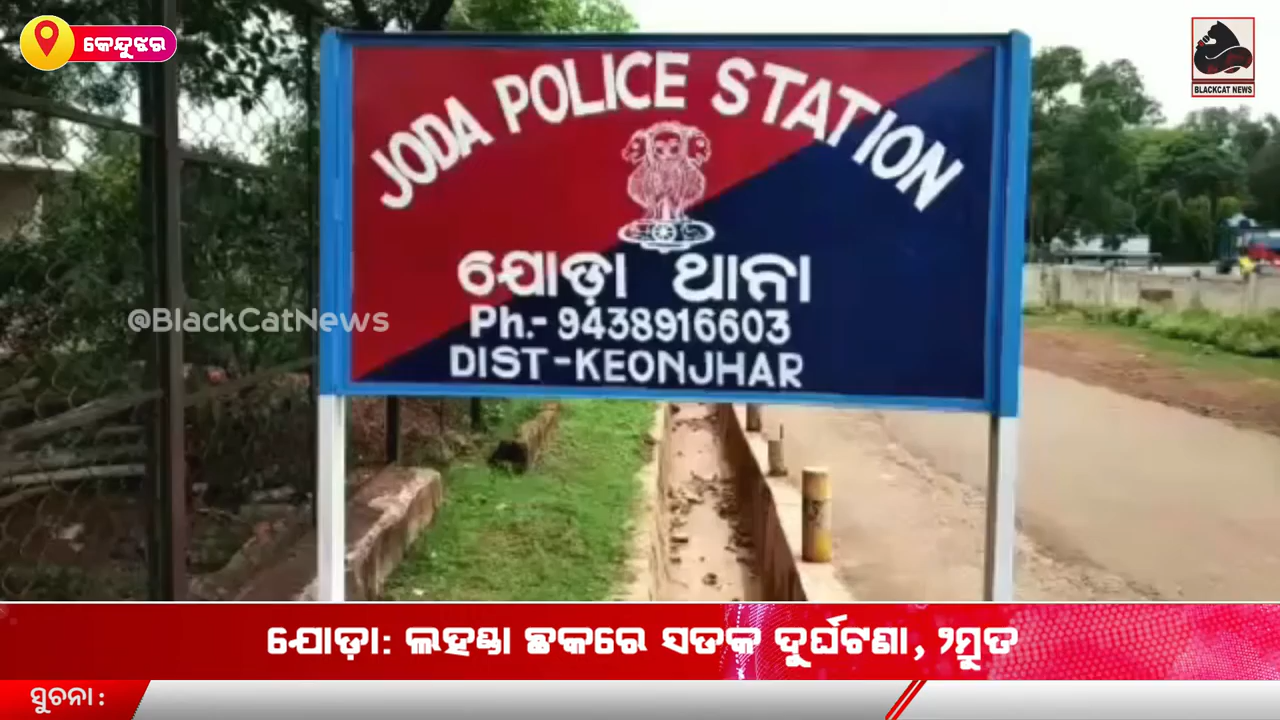 କେନ୍ଦୁଝର
BLACKCAT NEWS
JODA POLICE STATION
ଯୋଡ଼ା ଥାନା
@BlackCatNews
Ph.- 9438916603
DIST-KEONJHAR
ଯୋଡ଼ା: ଲହଣ୍ଡା ଛକରେ ସଡକ ଦୁର୍ଘଟଣା, ୨ମୃତ
ସୁଚନା: